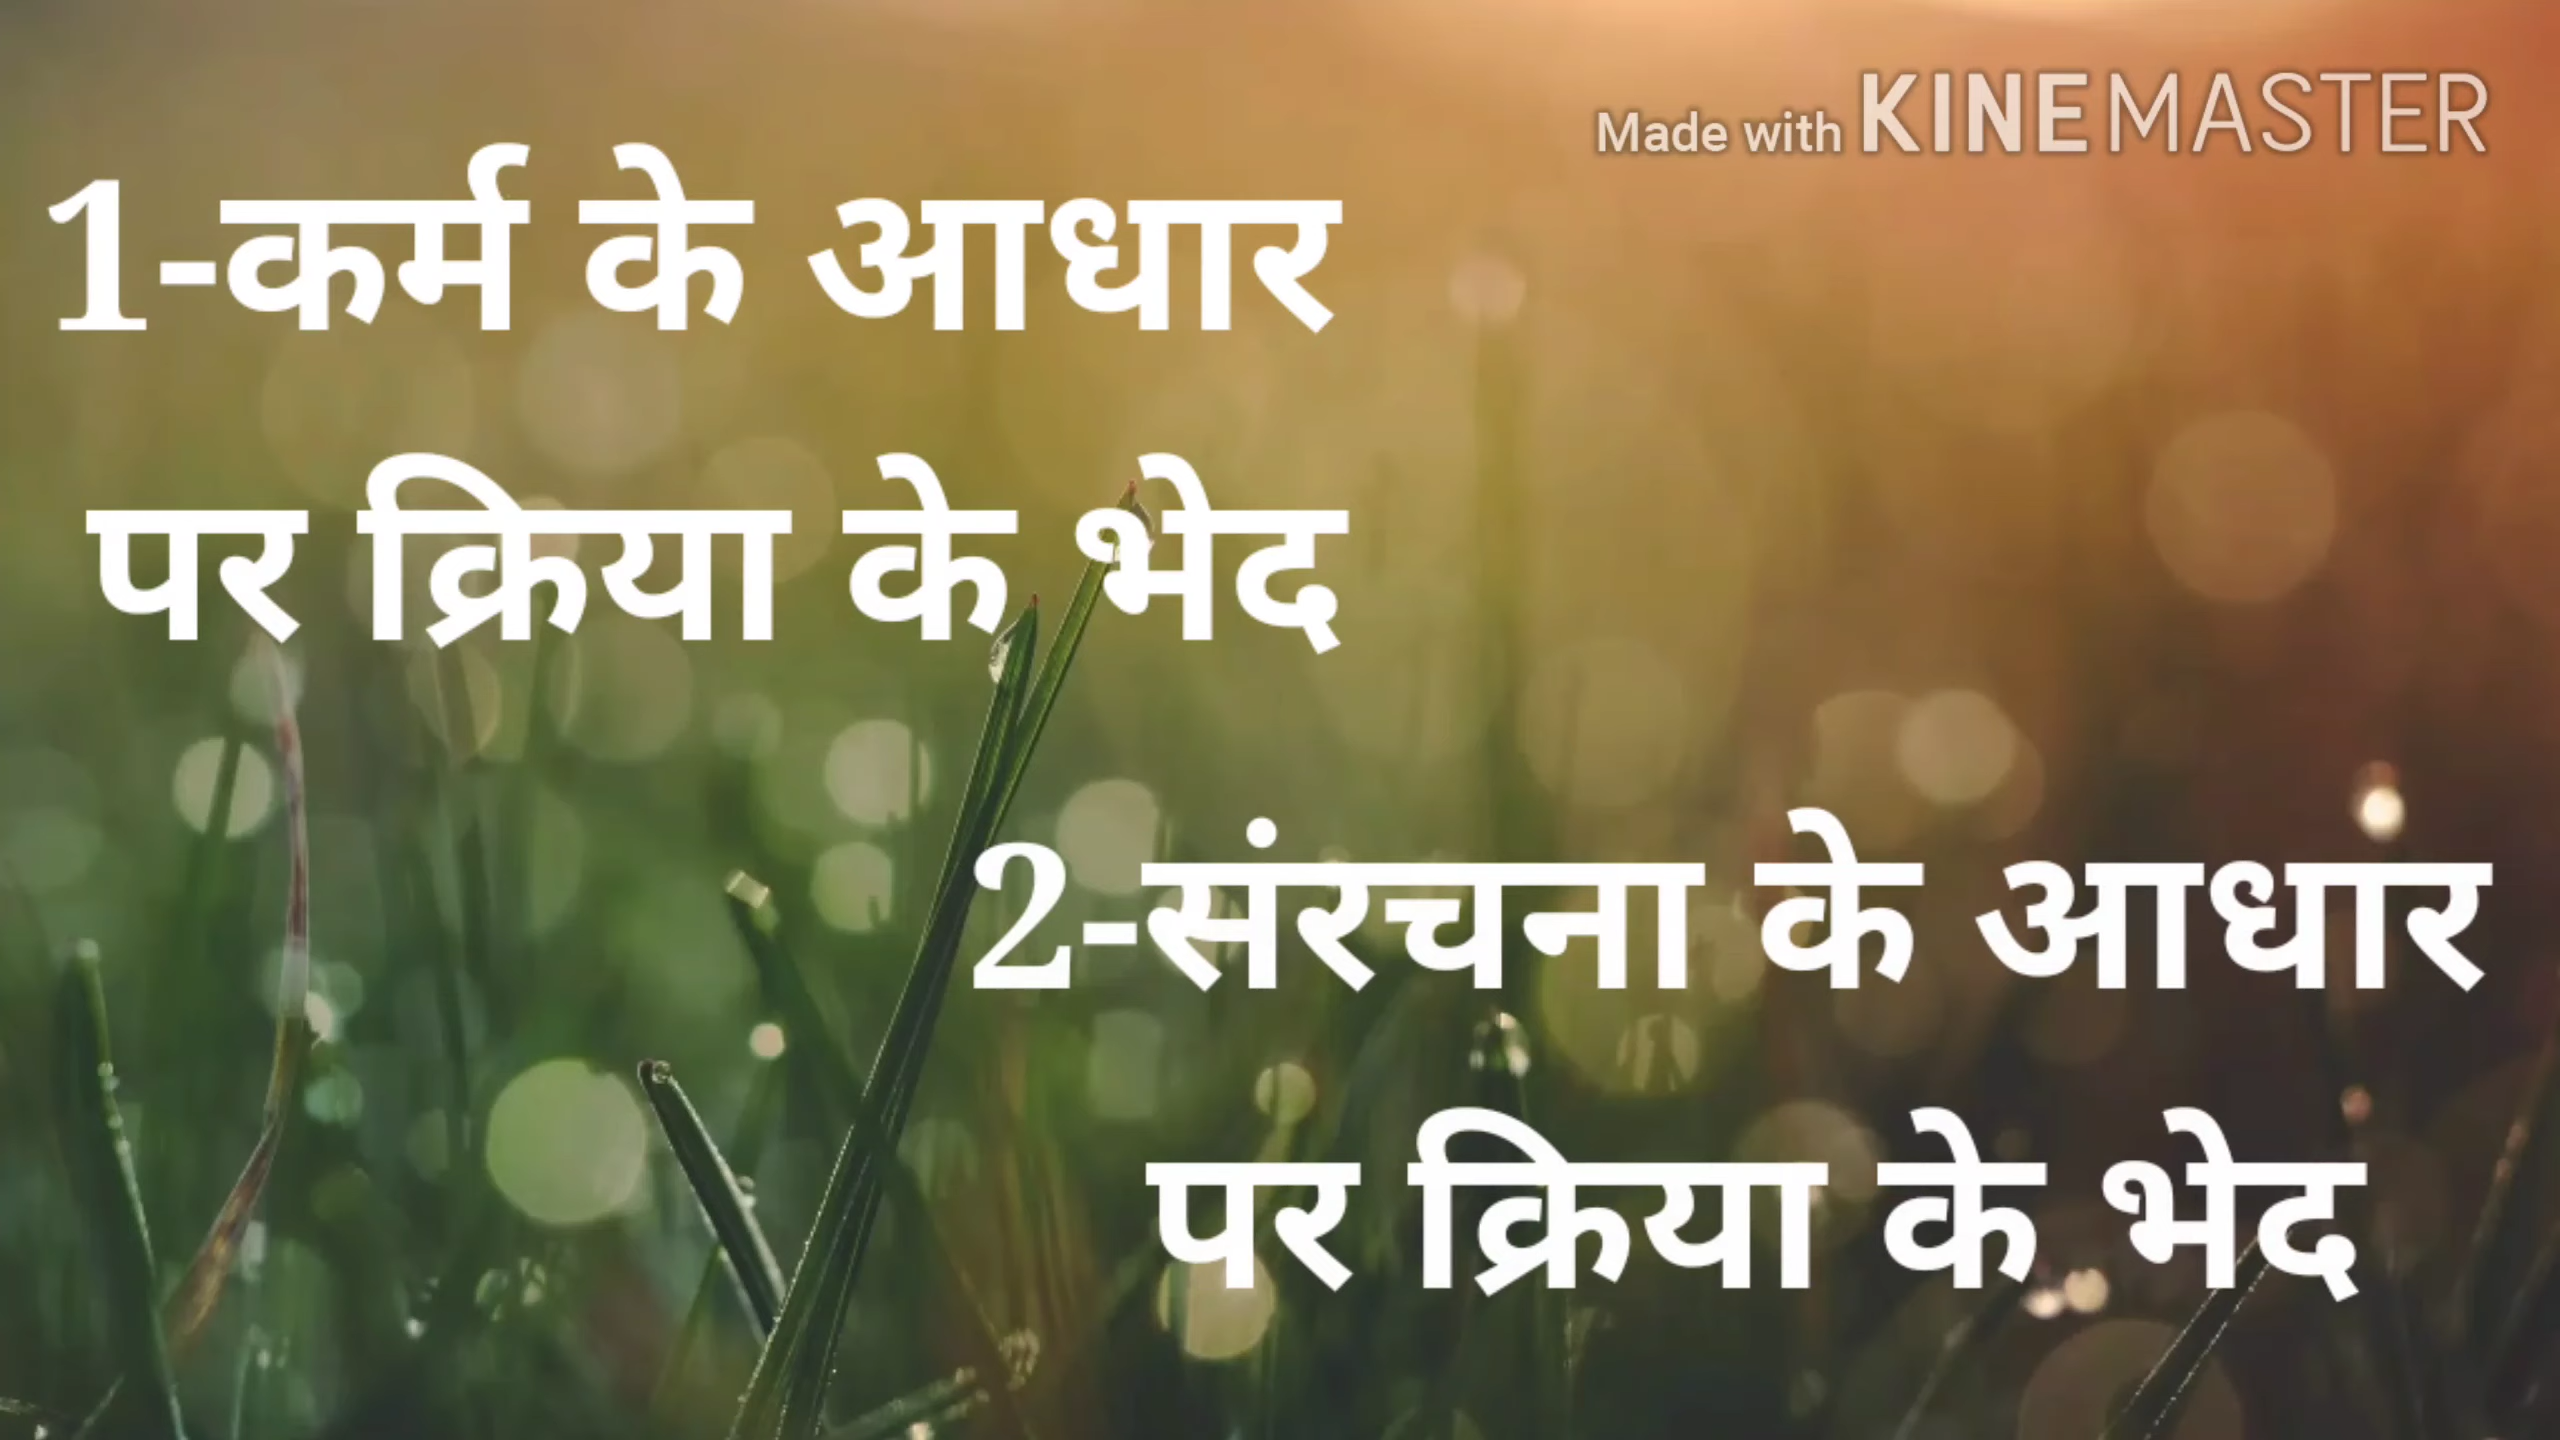 Made with KINEMASTER
1-कर्म के आधार
पर क्रिया के भेद
2-संरचना के आधार
पर क्रिया के भेद